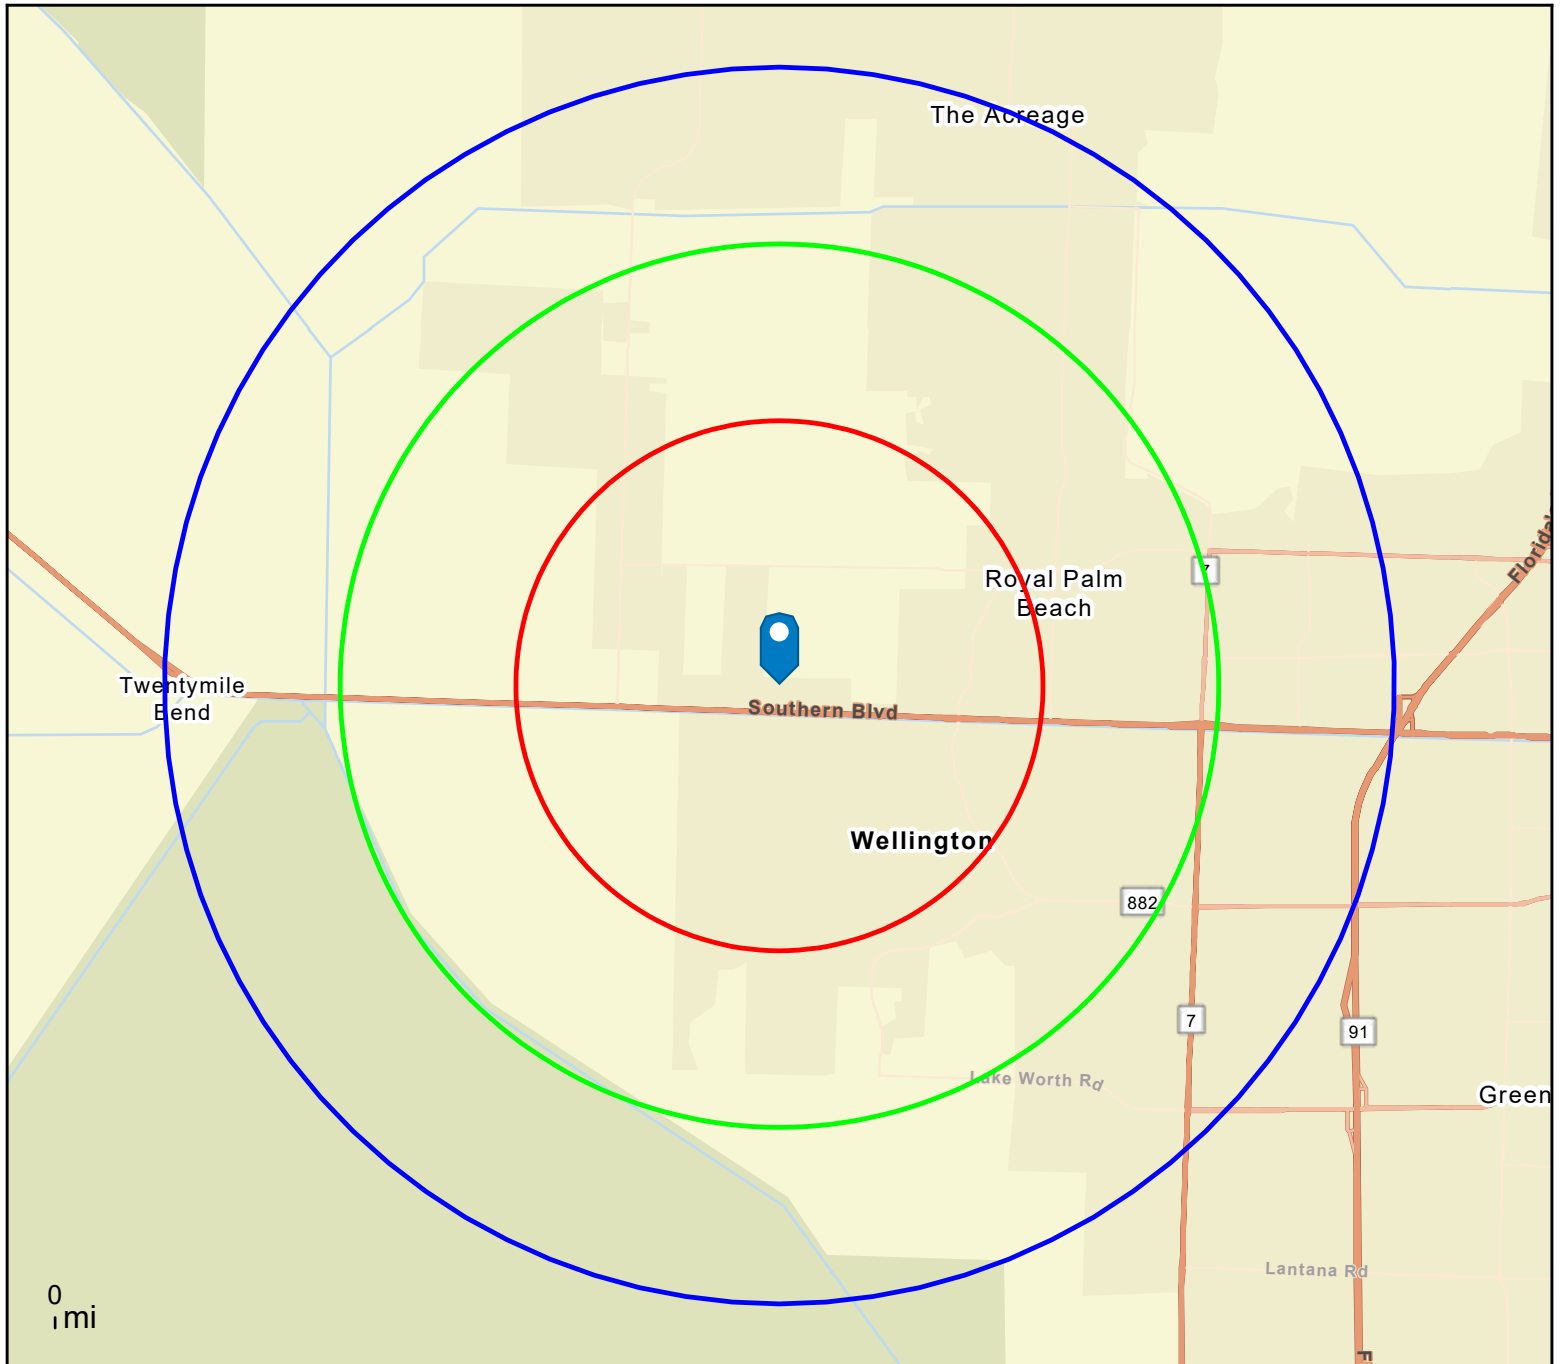 The Acreage
Royal Palm
Beach
7
Florida
Twentymile
Bend
Southern Blvd
Wellington
882
7
91
Lake Worth Rd
Green
Lantana Rd
0
mi
F